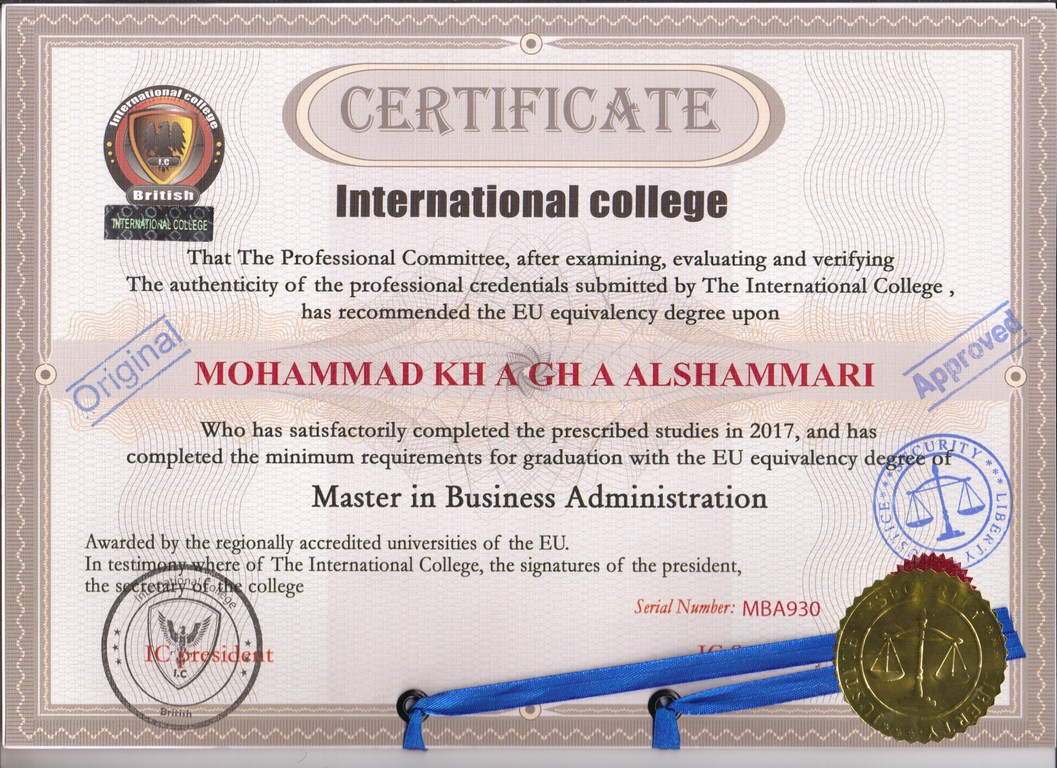 International college
I.C
British
INTERNATIONAL COLLEGE
CERTIFICATE
International college
That The Professional Committee, after examining, evaluating and verifying
The authenticity of the professional credentials submitted by The International College ,
has recommended the EU equivalency degree upon
Original
Approved
MOHAMMAD KH A GH A ALSHAMMARI
Who has satisfactorily completed the prescribed studies in 2017, and has
completed the minimum requirements for graduation with the EU equivalency degree of
SECURITY
LIBERTY
JUSTICE
Master in Business Administration
Awarded by the regionally accredited universities of the EU.
In testimony where of The International College, the signatures of the president,
the secretary of the college
Serial Number: MBA930
International College
I.C
British
IC president
IC
SECURITY
JUSTICE
LIBERTY